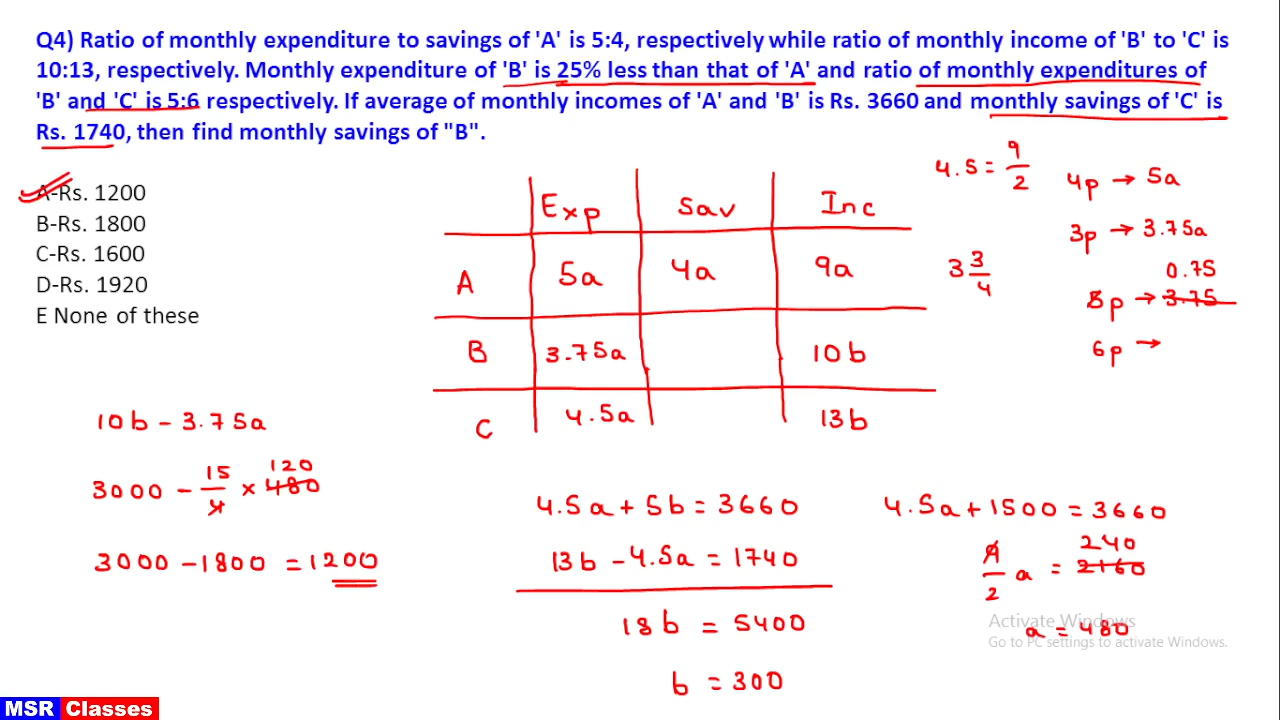 Q4) Ratio of monthly expenditure to savings of 'A' is 5:4, respectively while ratio of monthly income of 'B' to 'C' is
10:13, respectively. Monthly expenditure of 'B' is 25% less than that of 'A' and ratio of monthly expenditures of
'B' and 'C' is 5:6 respectively. If average of monthly incomes of 'A' and 'B' is Rs. 3660 and monthly savings of 'C' is
Rs. 1740, then find monthly savings of "B".
A-Rs. 1200
B-Rs. 1800
C-Rs. 1600
D-Rs. 1920
E None of these
Exp Sav Inc
A 5a 4a 9a
B 3.75a 10b
C 4.5a 13b
4.5 = 9/2
3 3/4
4p → 5a
3p → 3.75a
0.75
5p → 3.75
6p →
10b - 3.75a
120
3000 - 15/4 × 480
3000 - 1800 = 1200
4.5a + 5b = 3660
13b - 4.5a = 1740
18b = 5400
b = 300
4.5a + 1500 = 3660
240
9/2 a = 2160
a = 480
Activate Windows
Go to PC settings to activate Windows.
MSR Classes